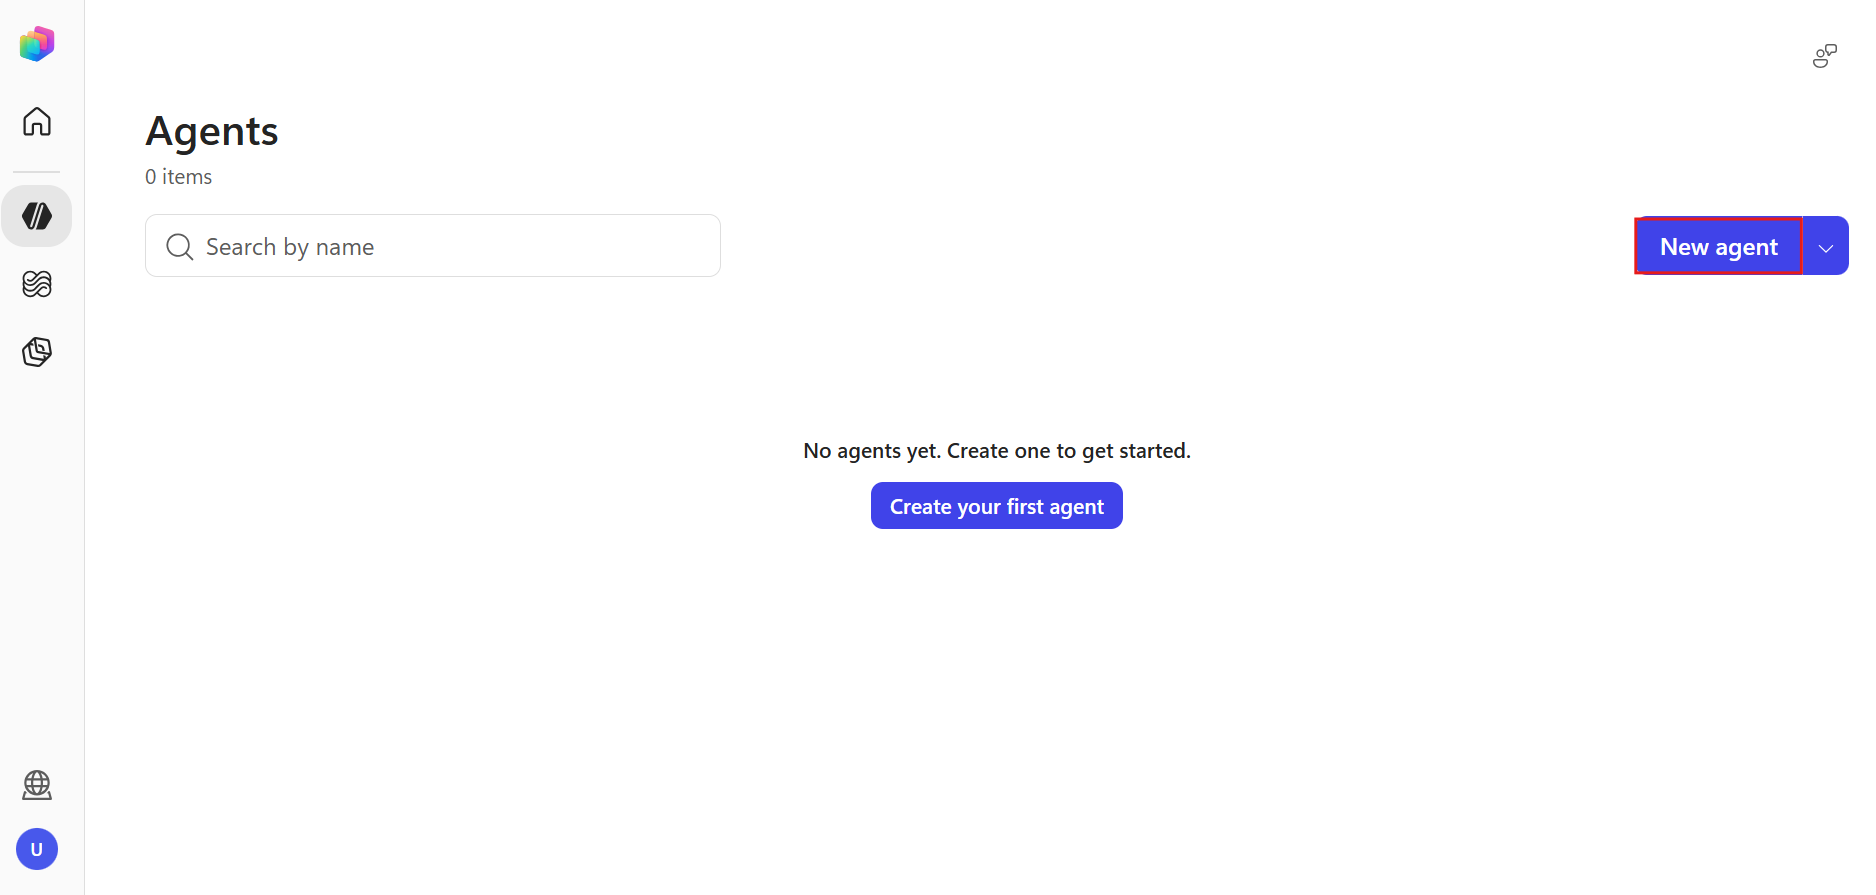 Agents
0 items
Search by name
New agent
No agents yet. Create one to get started.
Create your first agent
U